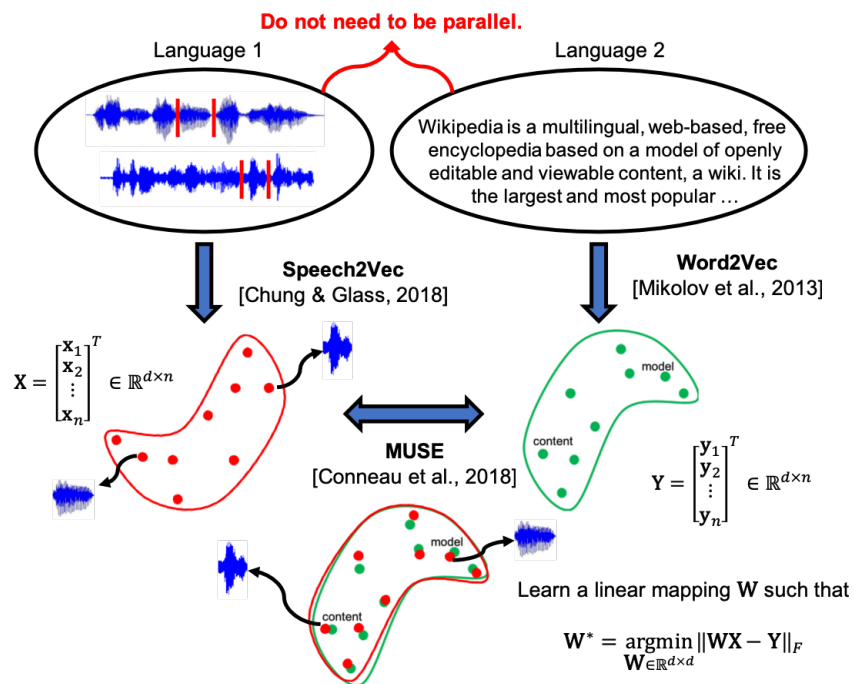 Do not need to be parallel.
Language 1
Language 2
Wikipedia is a multilingual, web-based, free
encyclopedia based on a model of openly
editable and viewable content, a wiki. It is
the largest and most popular …
Speech2Vec
[Chung & Glass, 2018]
Word2Vec
[Mikolov et al., 2013]
X = [x₁ x₂ ⋮ xₙ]ᵀ ∈ ℝᵈˣⁿ
model
content
MUSE
[Conneau et al., 2018]
Y = [y₁ y₂ ⋮ yₙ]ᵀ ∈ ℝᵈˣⁿ
model
content
Learn a linear mapping W such that
W* = argmin ‖WX − Y‖F
W∈ℝᵈˣᵈ